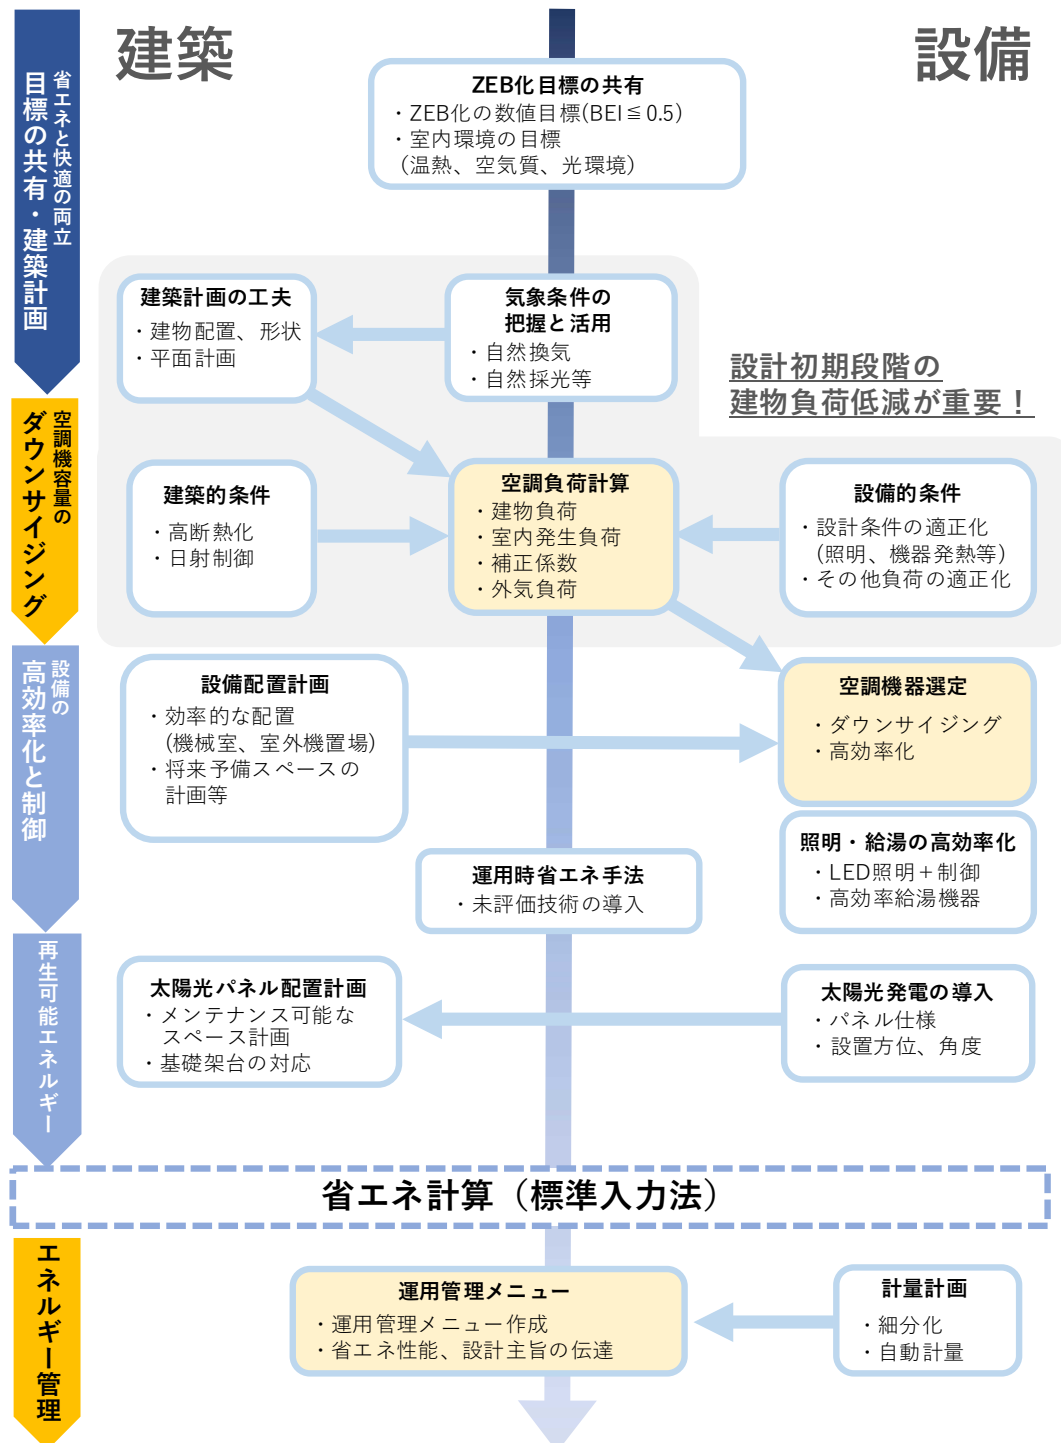 建築
設備
省エネと快適の両立
目標の共有・建築計画
ZEB化目標の共有
・ZEB化の数値目標(BEI≦0.5)
・室内環境の目標
(温熱、空気質、光環境)
建築計画の工夫
・建物配置、形状
・平面計画
気象条件の
把握と活用
・自然換気
・自然採光等
設計初期段階の
建物負荷低減が重要！
空調機容量の
ダウンサイジング
建築的条件
・高断熱化
・日射制御
空調負荷計算
・建物負荷
・室内発生負荷
・補正係数
・外気負荷
設備的条件
・設計条件の適正化
(照明、機器発熱等)
・その他負荷の適正化
設備の
高効率化と制御
設備配置計画
・効率的な配置
(機械室、室外機置場)
・将来予備スペースの
計画等
空調機器選定
・ダウンサイジング
・高効率化
照明・給湯の高効率化
・LED照明＋制御
・高効率給湯機器
運用時省エネ手法
・未評価技術の導入
再生可能エネルギー
太陽光パネル配置計画
・メンテナンス可能な
スペース計画
・基礎架台の対応
太陽光発電の導入
・パネル仕様
・設置方位、角度
省エネ計算（標準入力法）
エネルギー管理
運用管理メニュー
・運用管理メニュー作成
・省エネ性能、設計主旨の伝達
計量計画
・細分化
・自動計量